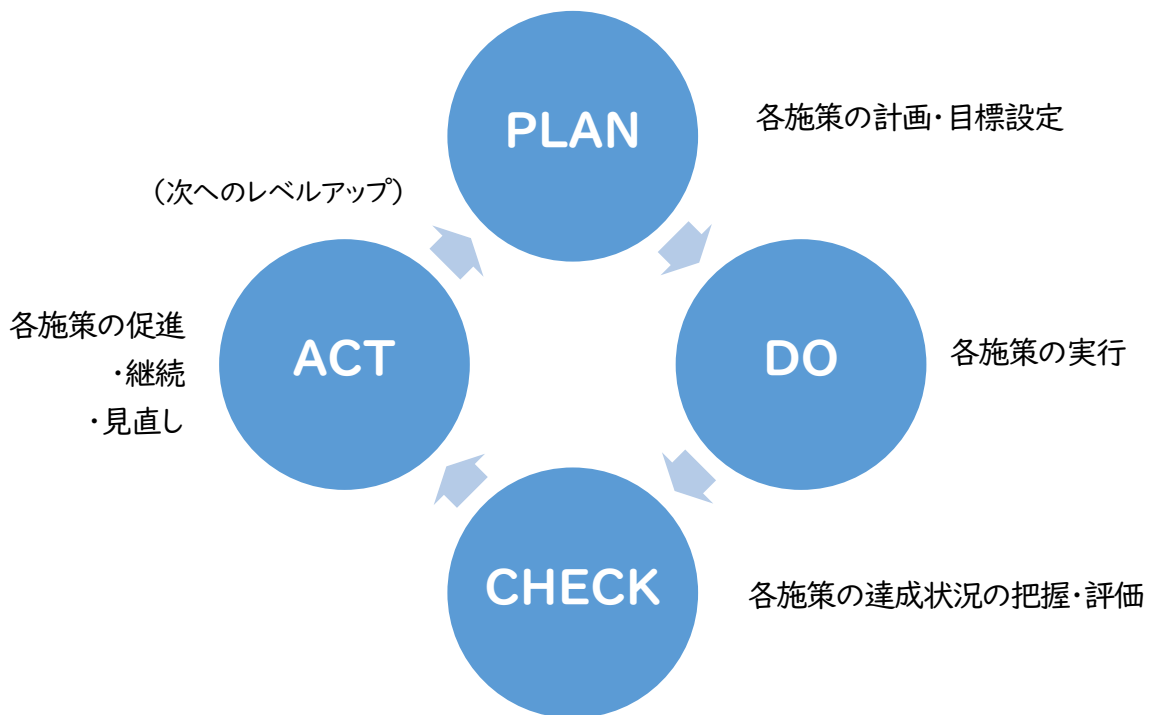 PLAN
各施策の計画・目標設定
(次へのレベルアップ)
各施策の促進
・継続
・見直し
ACT
DO
各施策の実行
CHECK
各施策の達成状況の把握・評価